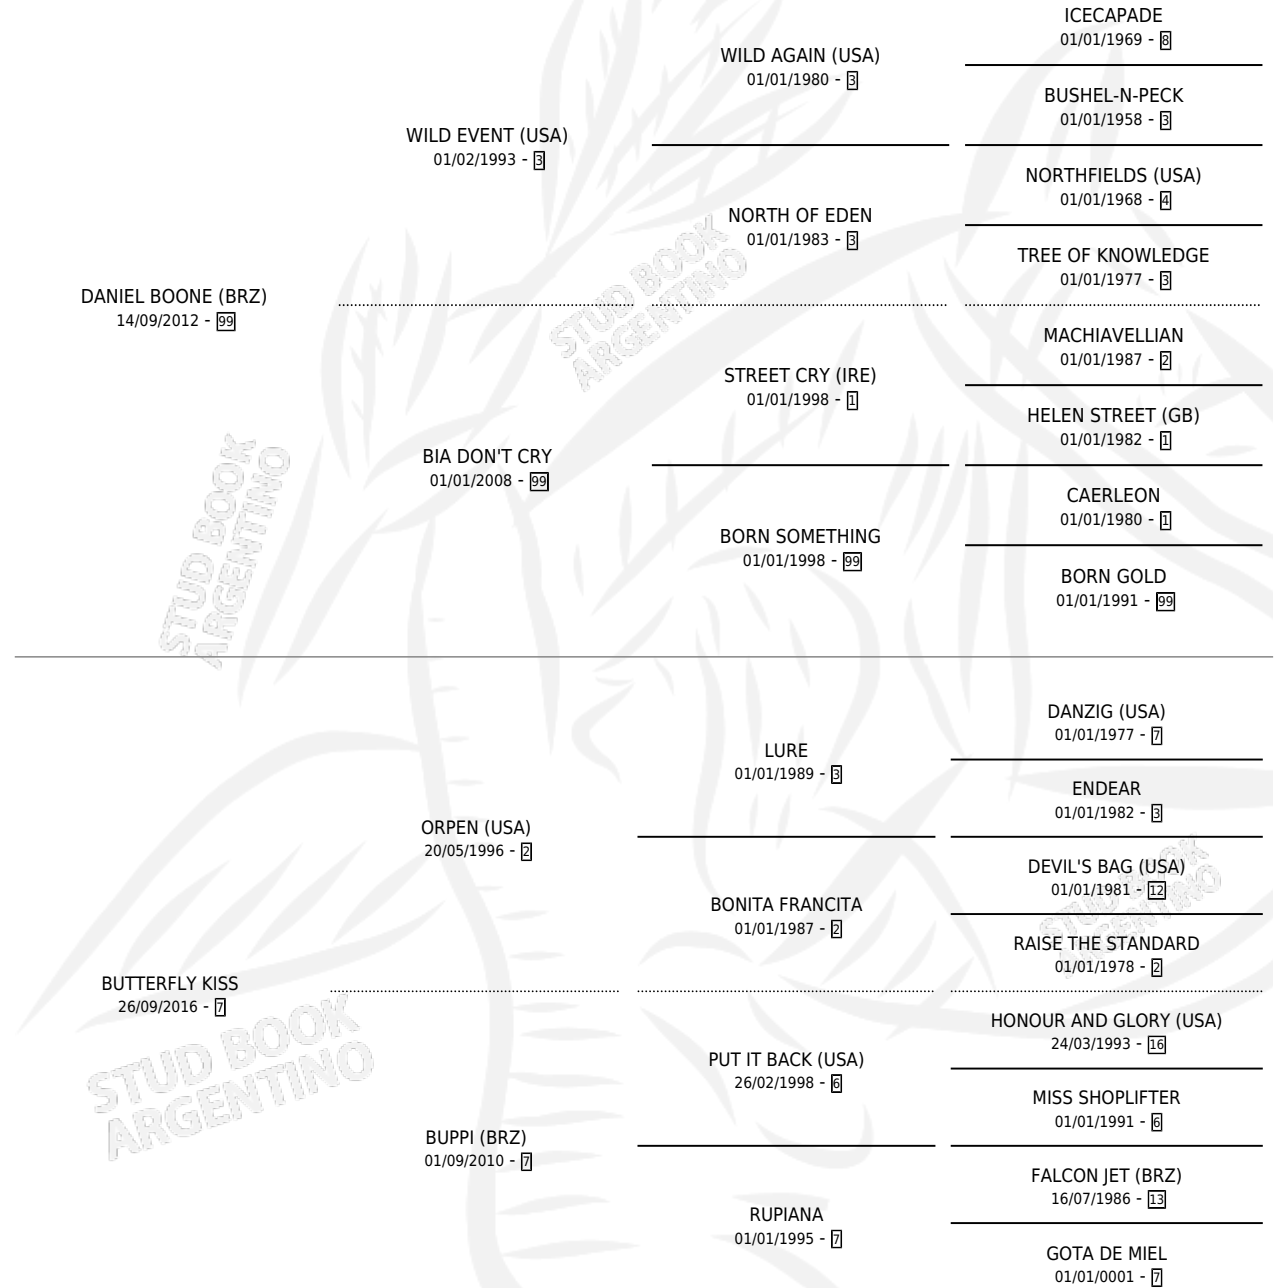 ICECAPADE
01/01/1969 - 8
WILD AGAIN (USA)
01/01/1980 - 3
BUSHEL-N-PECK
01/01/1958 - 3
WILD EVENT (USA)
01/02/1993 - 3
NORTHFIELDS (USA)
01/01/1968 - 4
NORTH OF EDEN
01/01/1983 - 3
TREE OF KNOWLEDGE
01/01/1977 - 3
DANIEL BOONE (BRZ)
14/09/2012 - 99
MACHIAVELLIAN
01/01/1987 - 2
STREET CRY (IRE)
01/01/1998 - 1
HELEN STREET (GB)
01/01/1982 - 1
BIA DON'T CRY
01/01/2008 - 99
CAERLEON
01/01/1980 - 1
BORN SOMETHING
01/01/1998 - 99
BORN GOLD
01/01/1991 - 99
STUD BOOK
ARGENTINO
STUD BOOK
ARGENTINO
DANZIG (USA)
01/01/1977 - 7
LURE
01/01/1989 - 3
ENDEAR
01/01/1982 - 3
ORPEN (USA)
20/05/1996 - 2
DEVIL'S BAG (USA)
01/01/1981 - 12
BONITA FRANCITA
01/01/1987 - 2
RAISE THE STANDARD
01/01/1978 - 2
BUTTERFLY KISS
26/09/2016 - 7
HONOUR AND GLORY (USA)
24/03/1993 - 16
PUT IT BACK (USA)
26/02/1998 - 6
MISS SHOPLIFTER
01/01/1991 - 6
BUPPI (BRZ)
01/09/2010 - 7
FALCON JET (BRZ)
16/07/1986 - 13
RUPIANA
01/01/1995 - 7
GOTA DE MIEL
01/01/0001 - 7
STUD BOOK
ARGENTINO
STUD BOOK
ARGENTINO